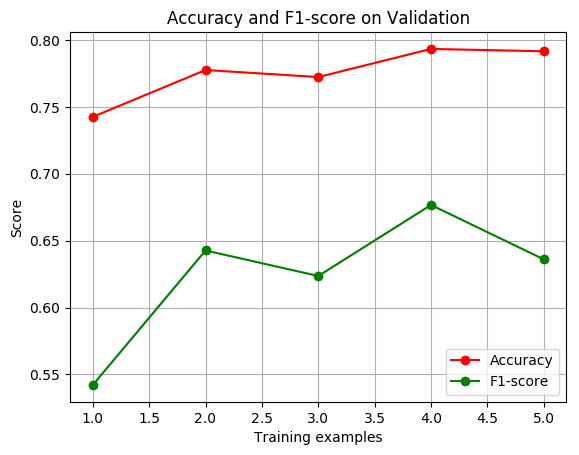 Accuracy and F1-score on Validation
0.80
0.75
0.70
0.65
0.60
0.55
Score
1.0 1.5 2.0 2.5 3.0 3.5 4.0 4.5 5.0
Training examples
Accuracy
F1-score